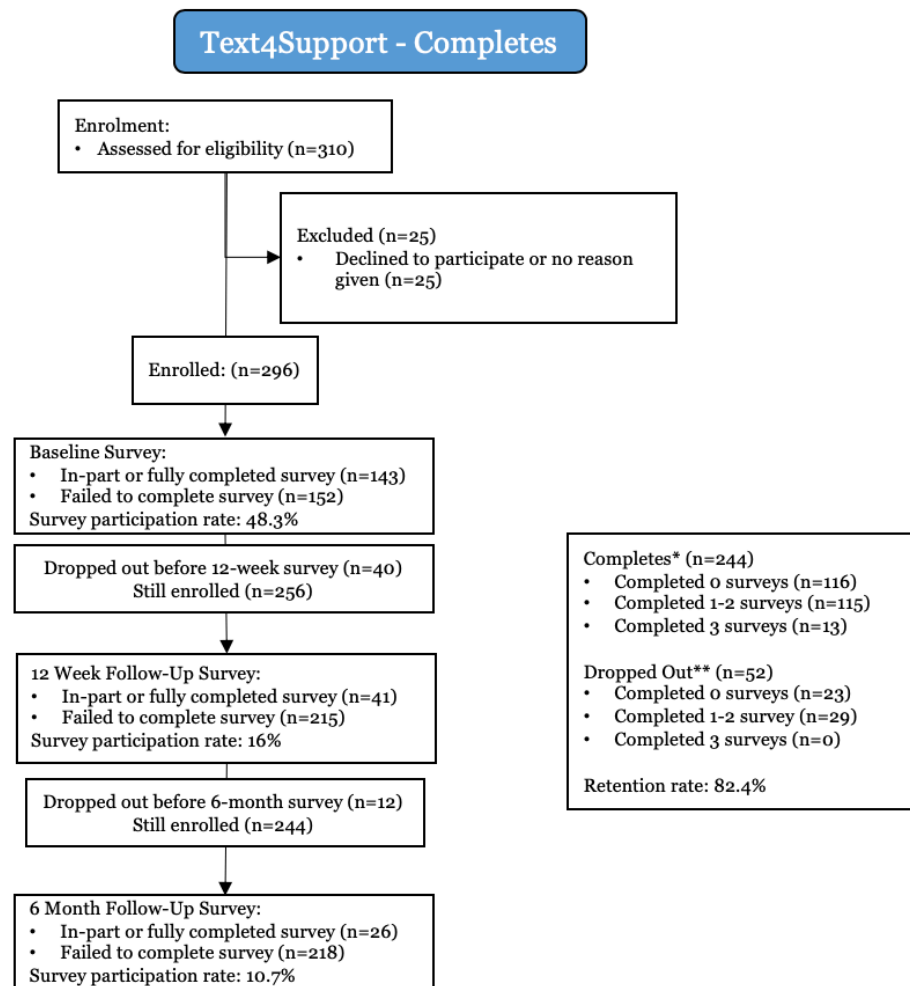 Text4Support - Completes
Enrolment:
• Assessed for eligibility (n=310)
Excluded (n=25)
• Declined to participate or no reason
given (n=25)
Enrolled: (n=296)
Baseline Survey:
• In-part or fully completed survey (n=143)
• Failed to complete survey (n=152)
Survey participation rate: 48.3%
Dropped out before 12-week survey (n=40)
Still enrolled (n=256)
12 Week Follow-Up Survey:
• In-part or fully completed survey (n=41)
• Failed to complete survey (n=215)
Survey participation rate: 16%
Dropped out before 6-month survey (n=12)
Still enrolled (n=244)
6 Month Follow-Up Survey:
• In-part or fully completed survey (n=26)
• Failed to complete survey (n=218)
Survey participation rate: 10.7%
Completes* (n=244)
• Completed 0 surveys (n=116)
• Completed 1-2 surveys (n=115)
• Completed 3 surveys (n=13)
Dropped Out** (n=52)
• Completed 0 surveys (n=23)
• Completed 1-2 survey (n=29)
• Completed 3 surveys (n=0)
Retention rate: 82.4%